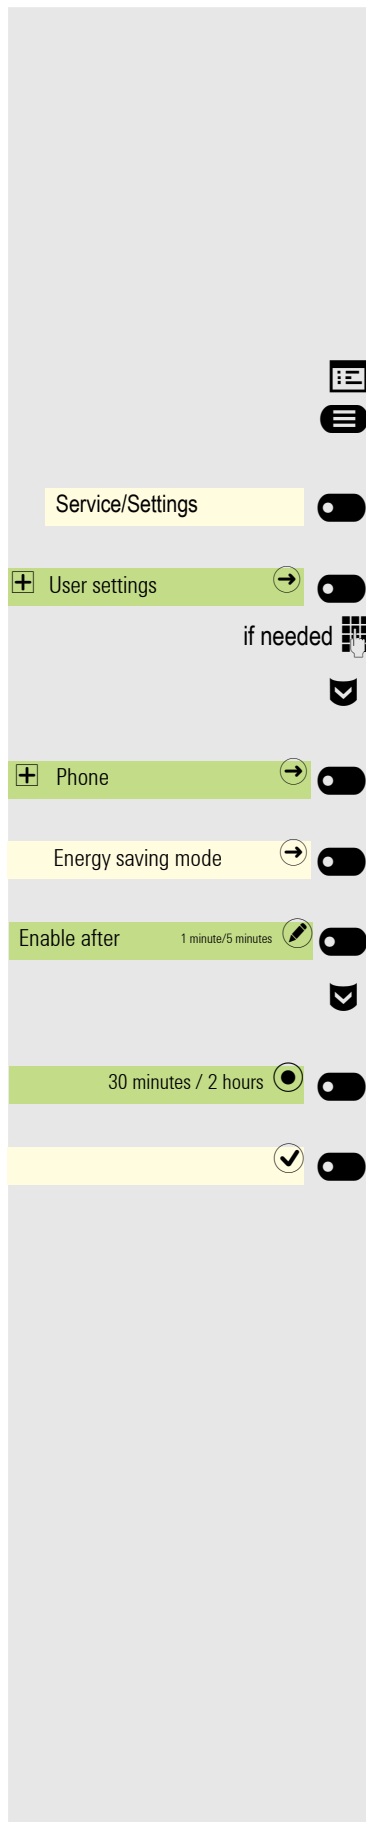 Service/Settings
User settings
if needed
Phone
Energy saving mode
Enable after 1 minute/5 minutes
30 minutes / 2 hours